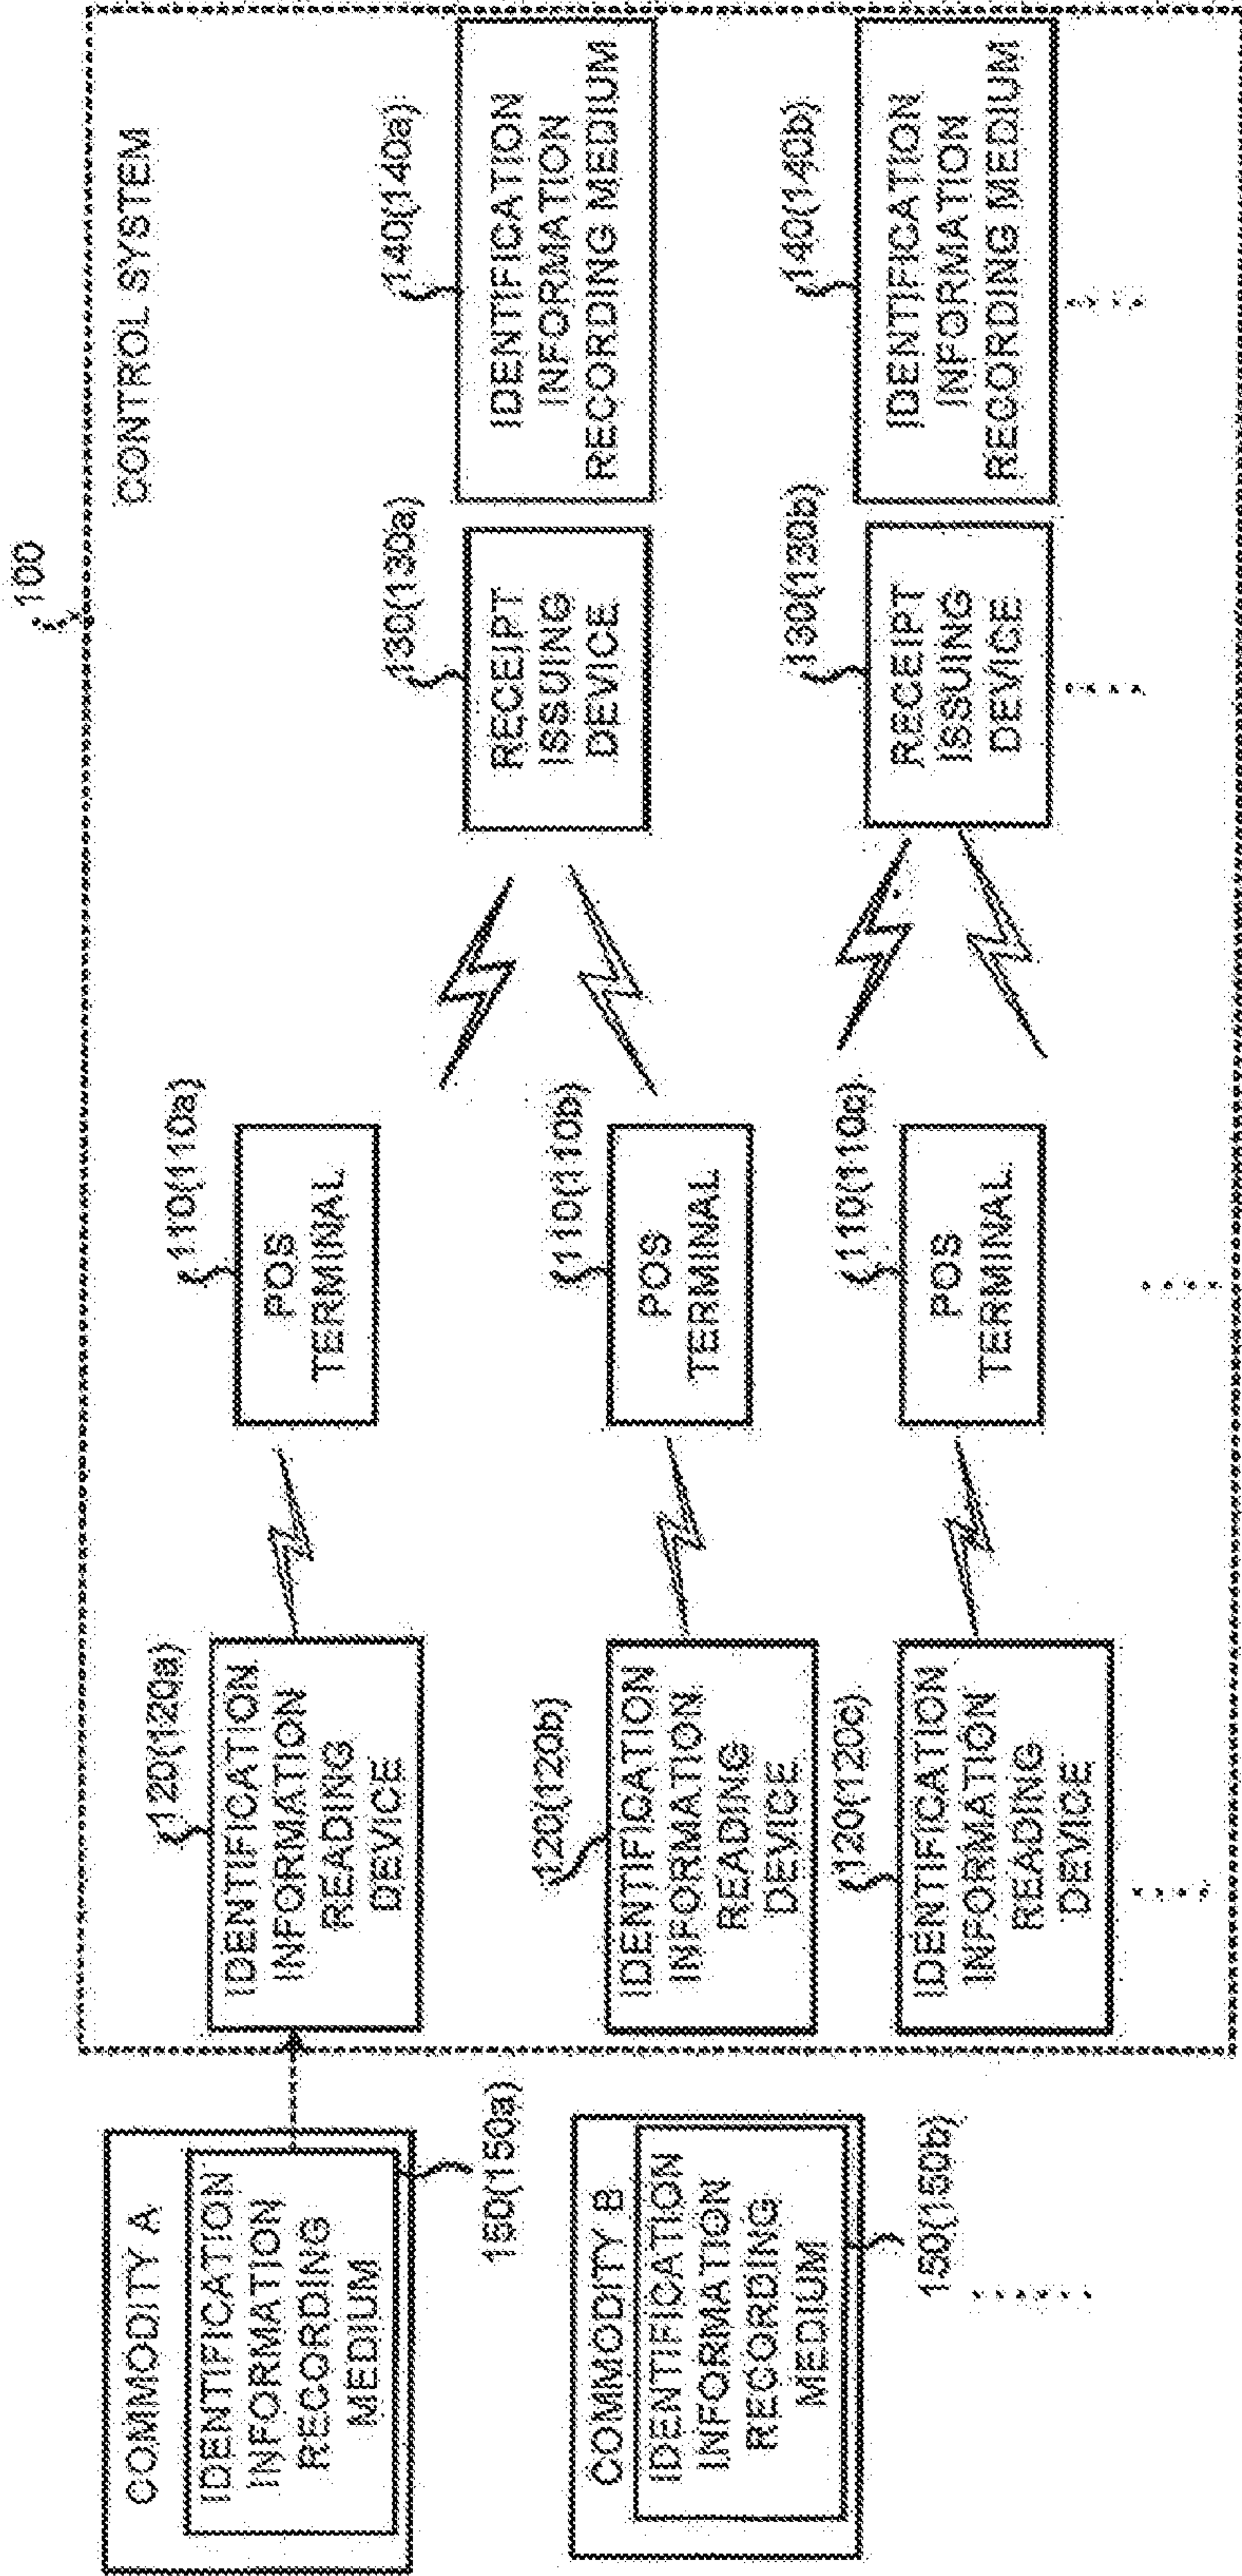 100
CONTROL SYSTEM
COMMODITY A
IDENTIFICATION
INFORMATION
RECORDING
MEDIUM
150(150a)
120(120a)
IDENTIFICATION
INFORMATION
READING
DEVICE
110(110a)
POS
TERMINAL
130(130a)
RECEIPT
ISSUING
DEVICE
140(140a)
IDENTIFICATION
INFORMATION
RECORDING MEDIUM
COMMODITY B
IDENTIFICATION
INFORMATION
RECORDING
MEDIUM
150(150b)
120(120b)
IDENTIFICATION
INFORMATION
READING
DEVICE
110(110b)
POS
TERMINAL
120(120c)
IDENTIFICATION
INFORMATION
READING
DEVICE
110(110c)
POS
TERMINAL
130(130b)
RECEIPT
ISSUING
DEVICE
140(140b)
IDENTIFICATION
INFORMATION
RECORDING MEDIUM